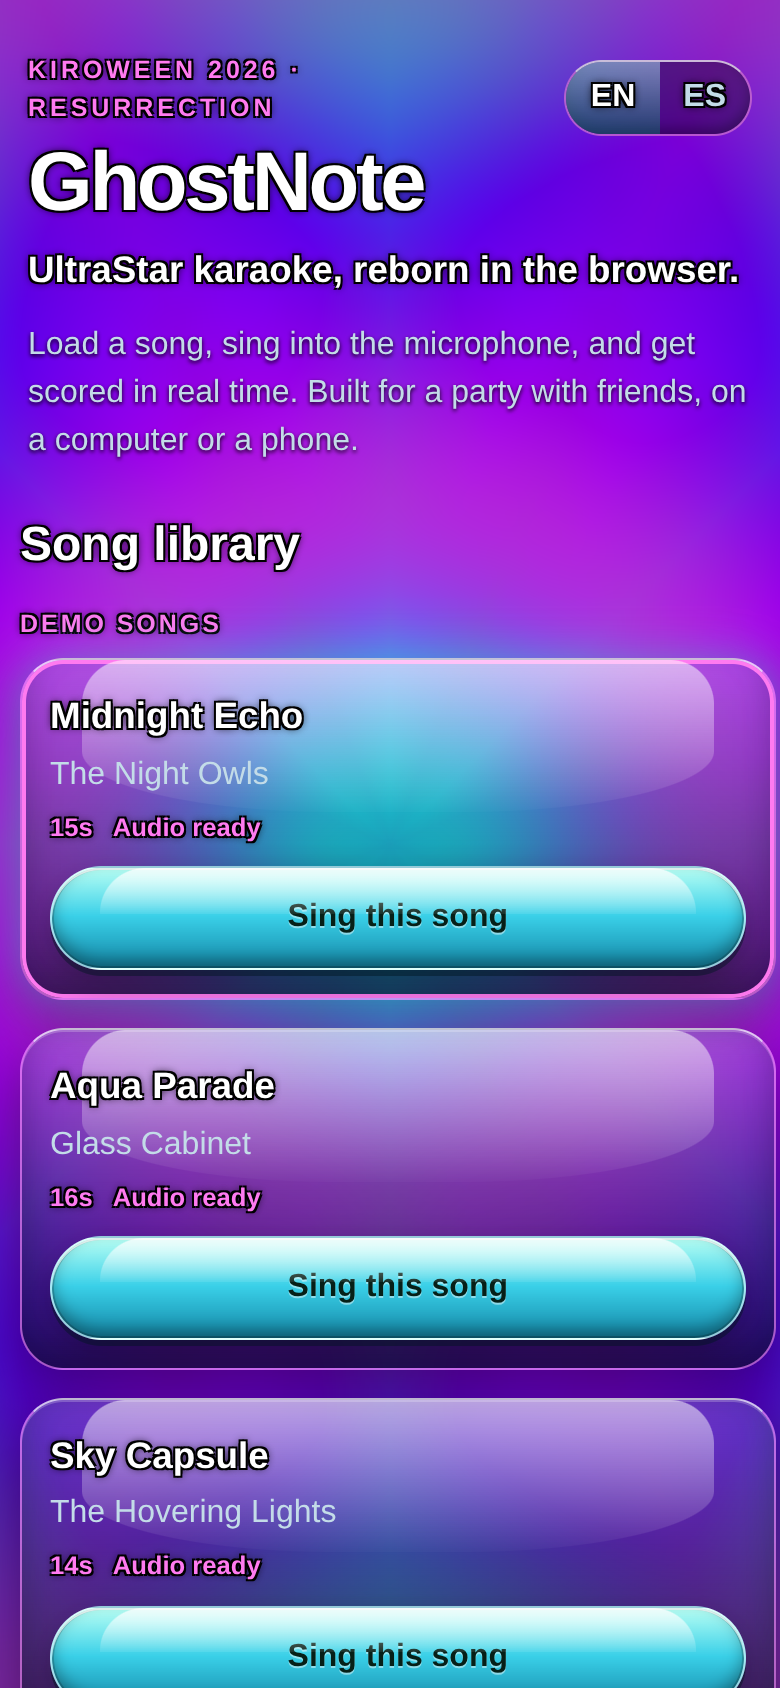 KIROWEEN 2026 ·
RESURRECTION
EN ES
GhostNote
UltraStar karaoke, reborn in the browser.
Load a song, sing into the microphone, and get
scored in real time. Built for a party with friends, on
a computer or a phone.
Song library
DEMO SONGS
Midnight Echo
The Night Owls
15s Audio ready
Sing this song
Aqua Parade
Glass Cabinet
16s Audio ready
Sing this song
Sky Capsule
The Hovering Lights
14s Audio ready
Sing this song